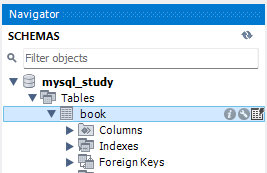 Navigator
SCHEMAS
Filter objects
mysql_study
Tables
book
Columns
Indexes
Foreign Keys